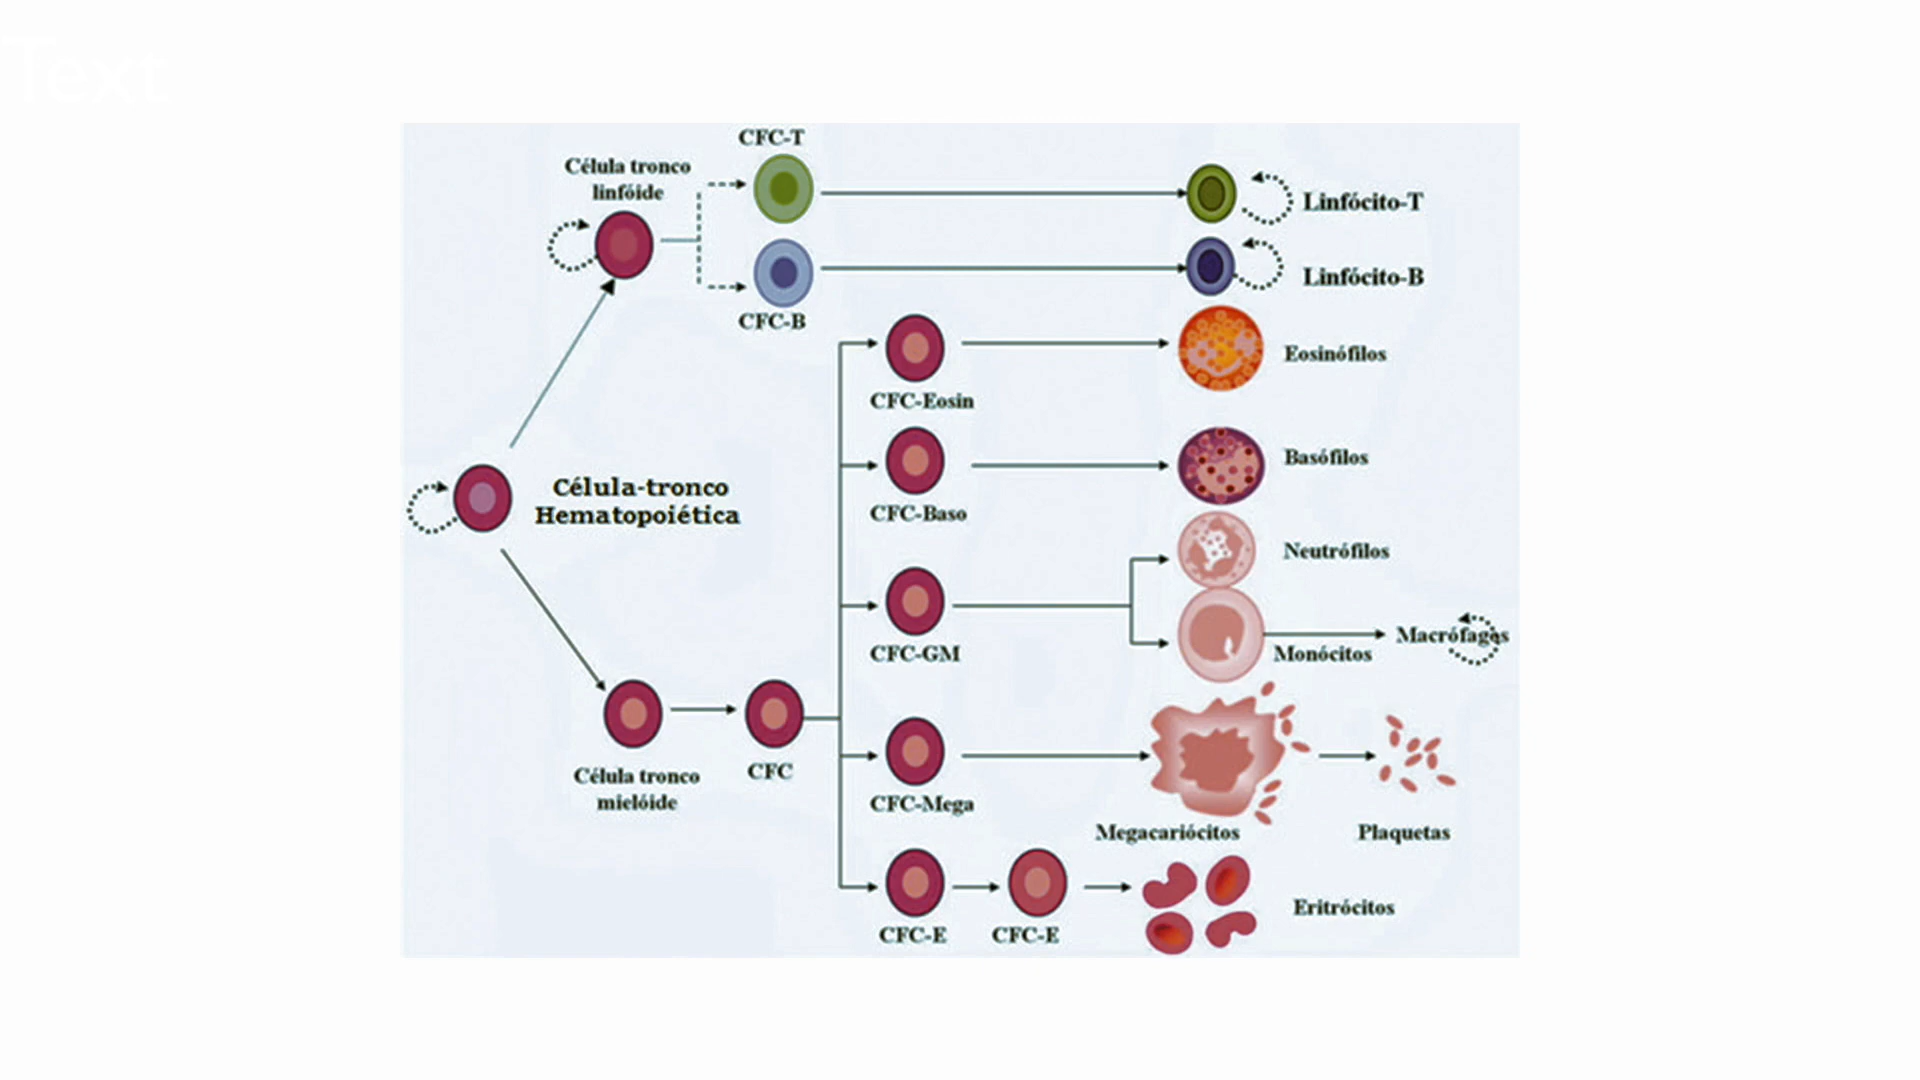 Text
CFC-T
Célula tronco
linfóide
Linfócito-T
Linfócito-B
CFC-B
Eosinófilos
CFC-Eosin
Basófilos
Célula-tronco
Hematopoiética
CFC-Baso
Neutrófilos
Macrófages
Monócitos
CFC-GM
Célula tronco
mielóide
CFC
CFC-Mega
Megacariócitos
Plaquetas
Eritrócitos
CFC-E
CFC-E